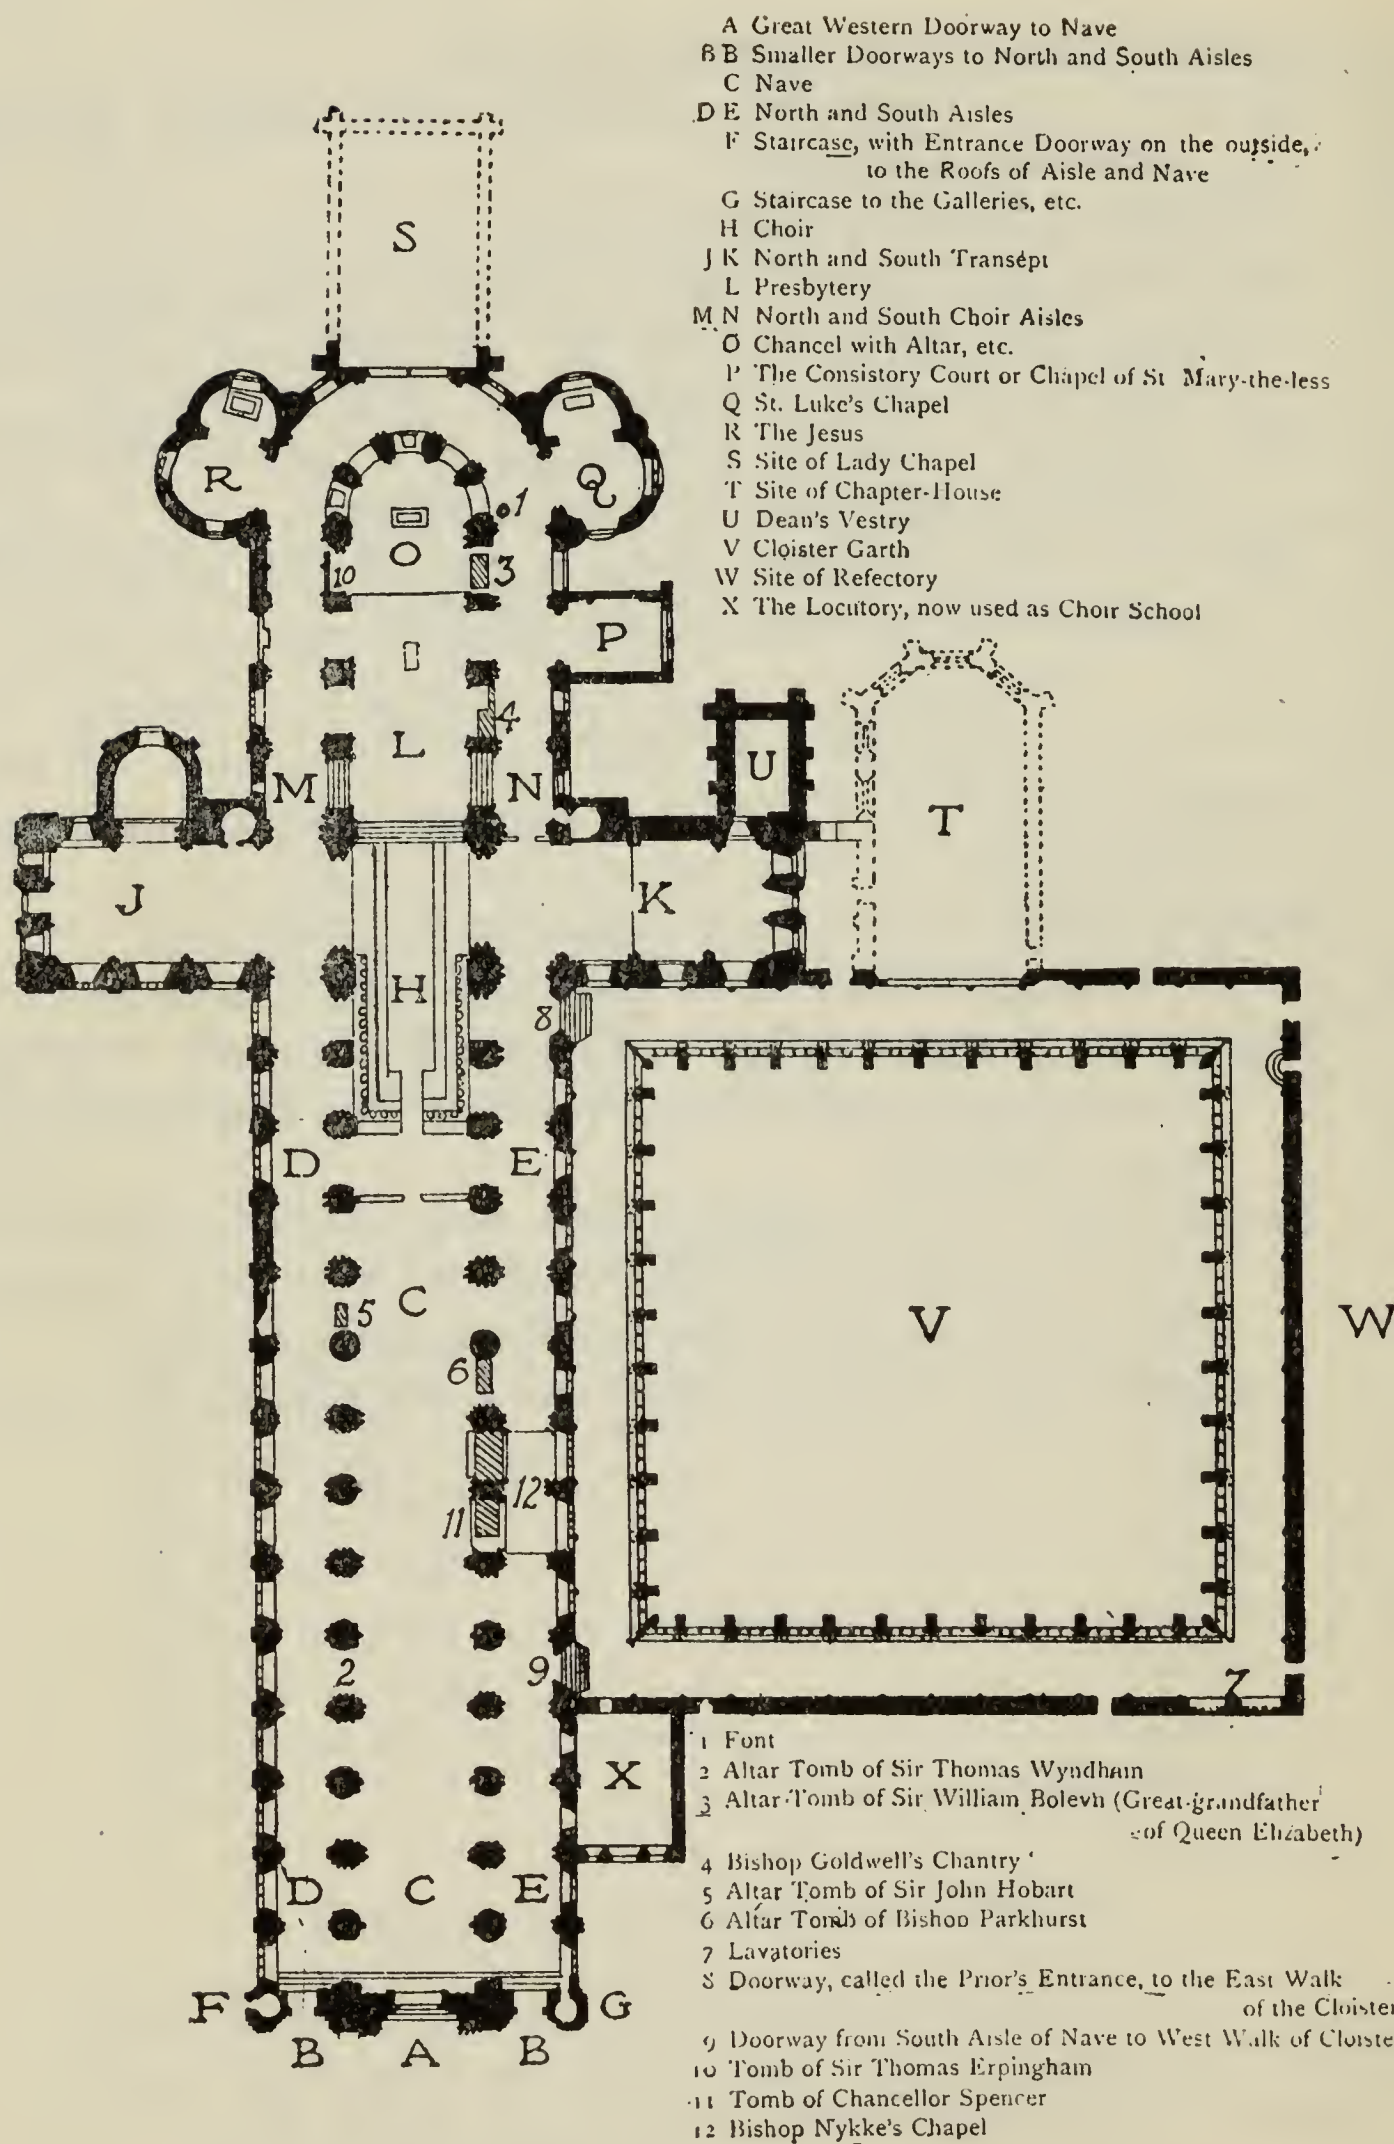 A Great Western Doorway to Nave
B B Smaller Doorways to North and South Aisles
C Nave
D E North and South Aisles
F Staircase, with Entrance Doorway on the outside,
to the Roofs of Aisle and Nave
G Staircase to the Galleries, etc.
H Choir
J K North and South Transept
L Presbytery
M N North and South Choir Aisles
O Chancel with Altar, etc.
P The Consistory Court or Chapel of St Mary-the-less
Q St. Luke's Chapel
R The Jesus
S Site of Lady Chapel
T Site of Chapter-House
U Dean's Vestry
V Cloister Garth
W Site of Refectory
X The Locutory, now used as Choir School
S
R
Q
1
O
10
3
P
4
L
U
M
N
T
J
K
H
8
D
E
C
5
V
W
6
12
11
2
9
7
X
D C E
F
G
B A B
1 Font
2 Altar Tomb of Sir Thomas Wyndham
3 Altar Tomb of Sir William Boleyn (Great-grandfather
of Queen Elizabeth)
4 Bishop Goldwell's Chantry
5 Altar Tomb of Sir John Hobart
6 Altar Tomb of Bishop Parkhurst
7 Lavatories
8 Doorway, called the Prior's Entrance, to the East Walk
of the Cloister
9 Doorway from South Aisle of Nave to West Walk of Cloiste
10 Tomb of Sir Thomas Erpingham
11 Tomb of Chancellor Spencer
12 Bishop Nykke's Chapel